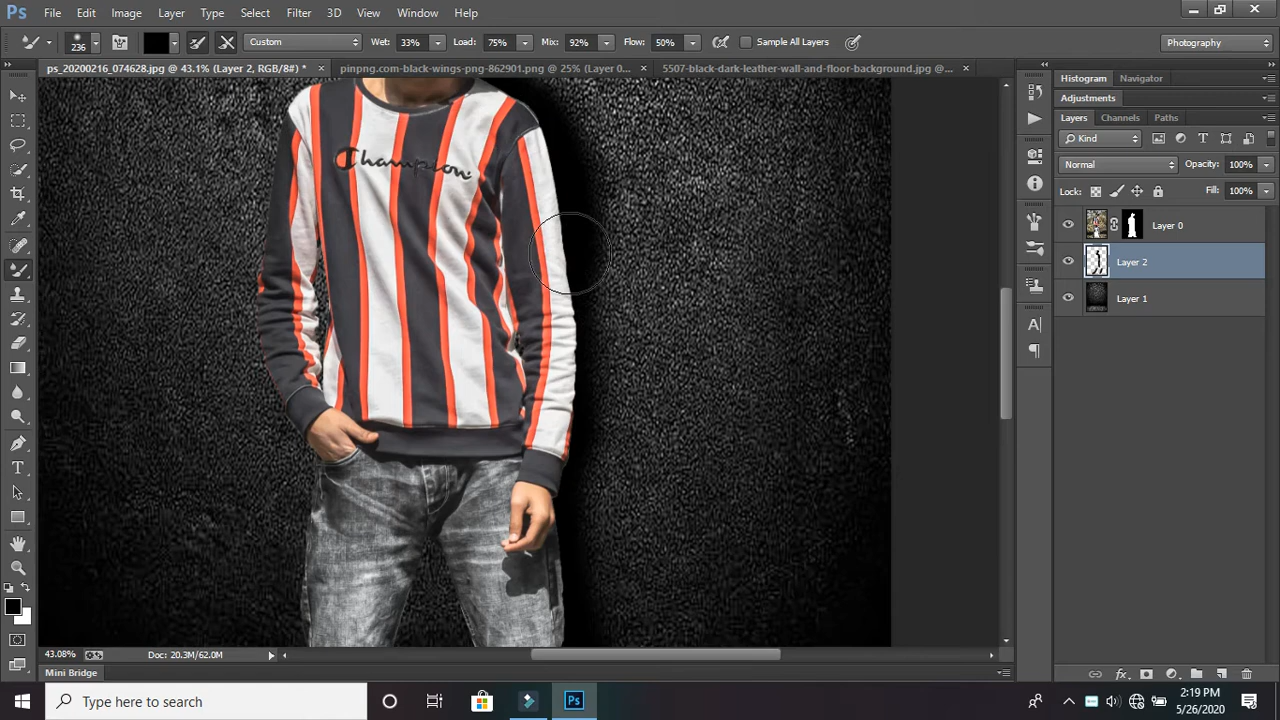 Ps File Edit Image Layer Type Select Filter 3D View Window Help
236 Custom Wet: 33% Load: 75% Mix: 92% Flow: 50% Sample All Layers Photography
ps_20200216_074628.jpg @ 43.1% (Layer 2, RGB/8#) * × pinpng.com-black-wings-png-862901.png @ 25% (Layer 0... × 5507-black-dark-leather-wall-and-floor-background.jpg @... ×
Histogram Navigator
Adjustments
Layers Channels Paths
Kind
Normal Opacity: 100%
Lock: Fill: 100%
Layer 0
Layer 2
Layer 1
Champion
43.08% Doc: 20.3M/62.0M
Mini Bridge
Type here to search
Ps
2:19 PM
5/26/2020